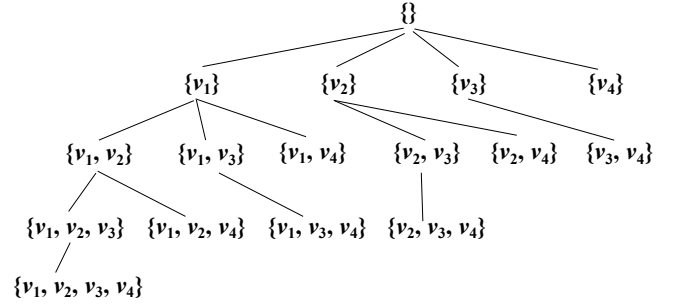 {}
{v₁} {v₂} {v₃} {v₄}
{v₁, v₂} {v₁, v₃} {v₁, v₄} {v₂, v₃} {v₂, v₄} {v₃, v₄}
{v₁, v₂, v₃} {v₁, v₂, v₄} {v₁, v₃, v₄} {v₂, v₃, v₄}
{v₁, v₂, v₃, v₄}